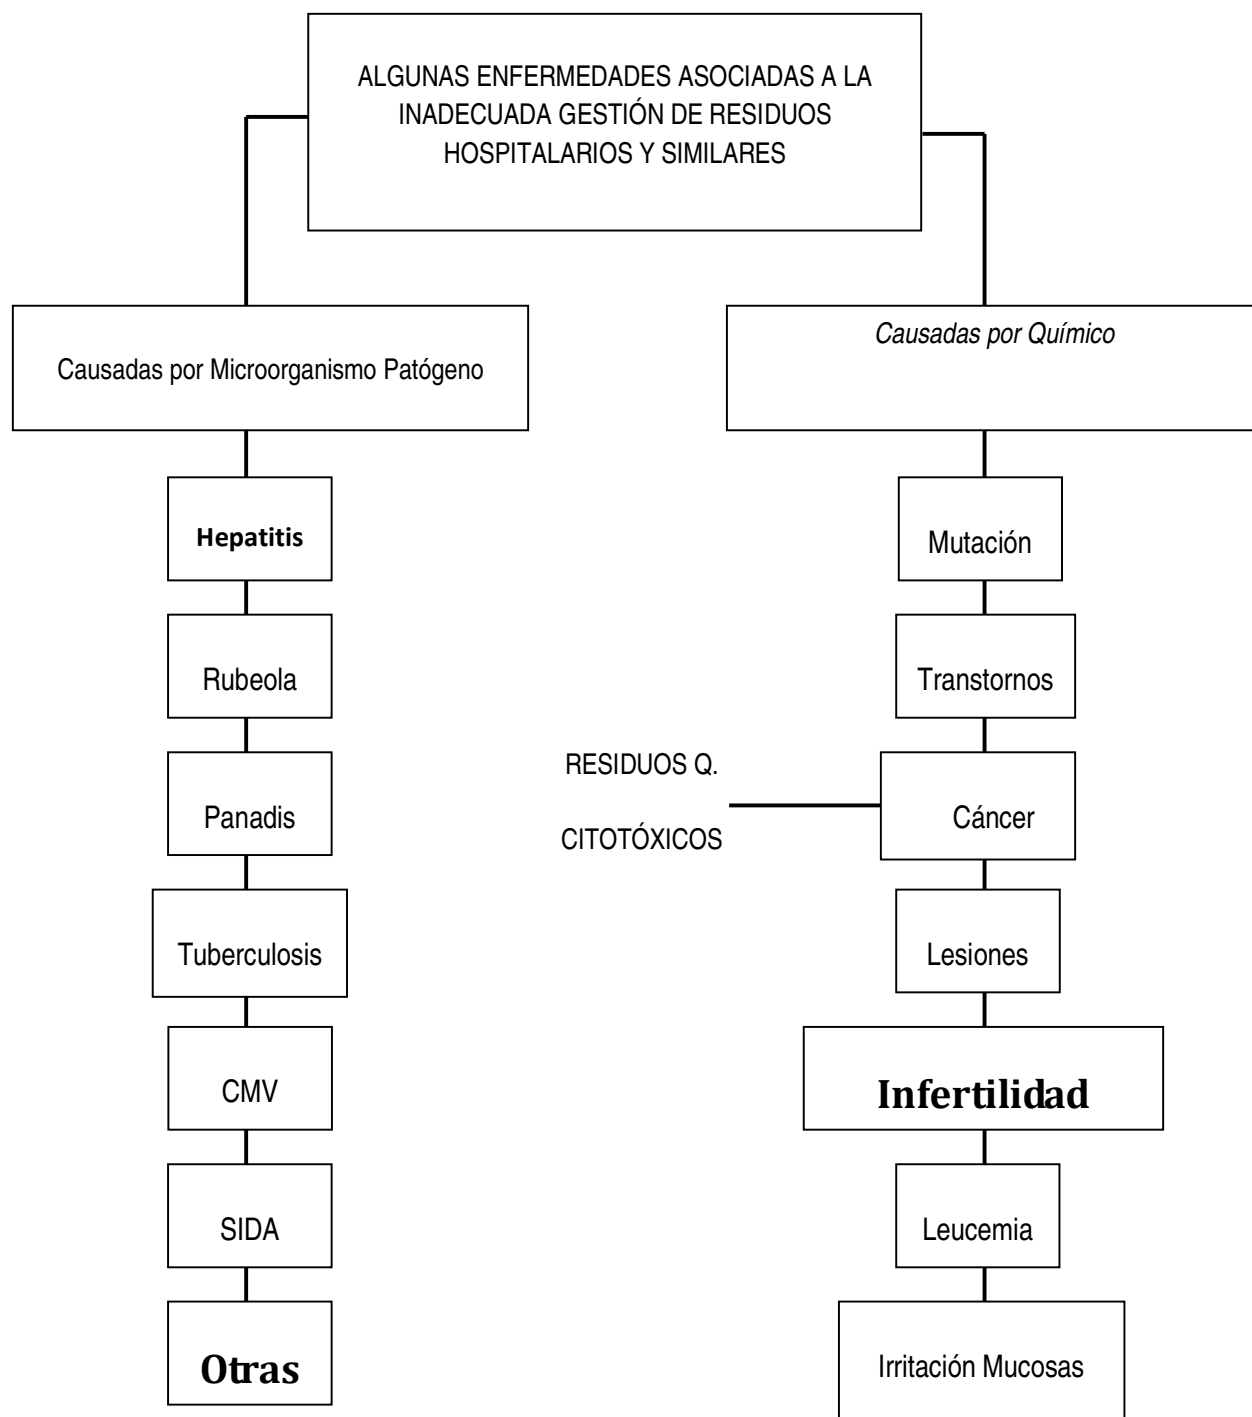 ALGUNAS ENFERMEDADES ASOCIADAS A LA
INADECUADA GESTIÓN DE RESIDUOS
HOSPITALARIOS Y SIMILARES
Causadas por Microorganismo Patógeno
Hepatitis
Rubeola
Panadis
Tuberculosis
CMV
SIDA
Otras
Causadas por Químico
Mutación
Transtornos
RESIDUOS Q.
CITOTÓXICOS
Cáncer
Lesiones
Infertilidad
Leucemia
Irritación Mucosas